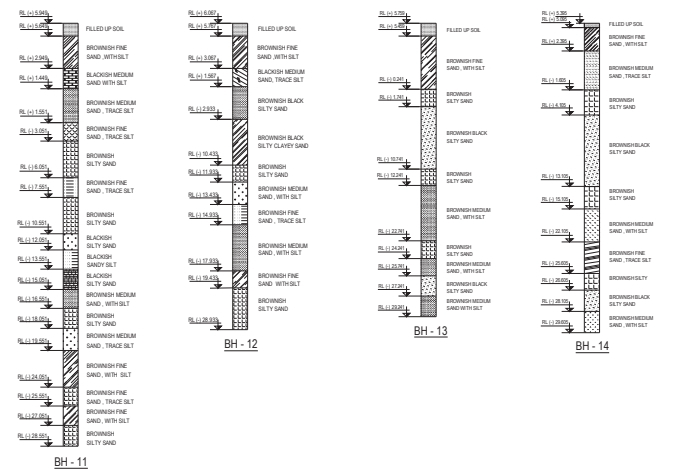 RL (+) 5.949
RL (+) 5.649
FILLED UP SOIL
BROWNISH FINE
SAND ,WITH SILT
RL (+) 2.949
BLACKISH MEDIUM
SAND WITH SILT
RL (+) 1.449
BROWNISH MEDIUM
SAND , TRACE SILT
RL (+) 1.551
BROWNISH FINE
SAND , TRACE SILT
RL (-) 3.051
BROWNISH
SILTY SAND
RL (-) 6.051
BROWNISH FINE
SAND , TRACE SILT
RL (-) 7.551
BROWNISH
SILTY SAND
RL (-) 10.551
BLACKISH
SILTY SAND
RL (-) 12.051
BLACKISH
SANDY SILT
RL (-) 13.551
BLACKISH
SILTY SAND
RL (-) 15.051
BROWNISH MEDIUM
SAND , WITH SILT
RL (-) 16.551
BROWNISH
SILTY SAND
RL (-) 18.051
BROWNISH MEDIUM
SAND , TRACE SILT
RL (-) 19.551
BROWNISH FINE
SAND , WITH SILT
RL (-) 24.051
BROWNISH FINE
SAND , TRACE SILT
RL (-) 25.551
BROWNISH FINE
SAND , WITH SILT
RL (-) 27.051
BROWNISH
SILTY SAND
RL (-) 28.551
BH - 11
RL (+) 6.067
RL (+) 5.767
FILLED UP SOIL
BROWNISH FINE
SAND , WITH SILT
RL (+) 3.067
BLACKISH MEDIUM
SAND, TRACE SILT
RL (+) 1.567
BROWNISH BLACK
SILTY SAND
RL (-) 2.933
BROWNISH BLACK
SILTY CLAYEY SAND
RL (-) 10.433
BROWNISH
SILTY SAND
RL (-) 11.933
BROWNISH MEDIUM
SAND , WITH SILT
RL (-) 13.433
BROWNISH FINE
SAND , TRACE SILT
RL (-) 14.933
BROWNISH MEDIUM
SAND , WITH SILT
RL (-) 17.933
BROWNISH FINE
SAND , WITH SILT
RL (-) 19.433
BROWNISH
SILTY SAND
RL (-) 28.933
BH - 12
RL (+) 5.759
RL (+) 5.459
FILLED UP SOIL
BROWNISH FINE
SAND , WITH SILT
RL (-) 0.241
BROWNISH
SILTY SAND
RL (-) 1.741
BROWNISH BLACK
SILTY SAND
RL (-) 10.741
BROWNISH
SILTY SAND
RL (-) 12.241
BROWNISH MEDIUM
SAND , WITH SILT
RL (-) 22.741
BROWNISH
SILTY SAND
RL (-) 24.241
BROWNISH MEDIUM
SAND , WITH SILT
RL (-) 25.741
BROWNISH BLACK
SILTY SAND
RL (-) 27.241
BROWNISH MEDIUM
SAND , WITH SILT
RL (-) 29.241
BH - 13
RL (+) 5.395
RL (+) 5.095
FILLED UP SOIL
BROWNISH FINE
SAND , WITH SILT
RL (+) 2.395
BROWNISH MEDIUM
SAND , TRACE SILT
RL (-) 1.605
BROWNISH
SILTY SAND
RL (-) 4.105
BROWNISH BLACK
SILTY SAND
RL (-) 13.105
BROWNISH
SILTY SAND
RL (-) 15.105
BROWNISH MEDIUM
SAND , WITH SILT
RL (-) 22.105
BROWNISH FINE
SAND , TRACE SILT
RL (-) 25.605
BROWNISH SILTY
RL (-) 26.605
BROWNISH BLACK
SILTY SAND
RL (-) 28.105
BROWNISH MEDIUM
SAND , WITH SILT
RL (-) 29.605
BH - 14